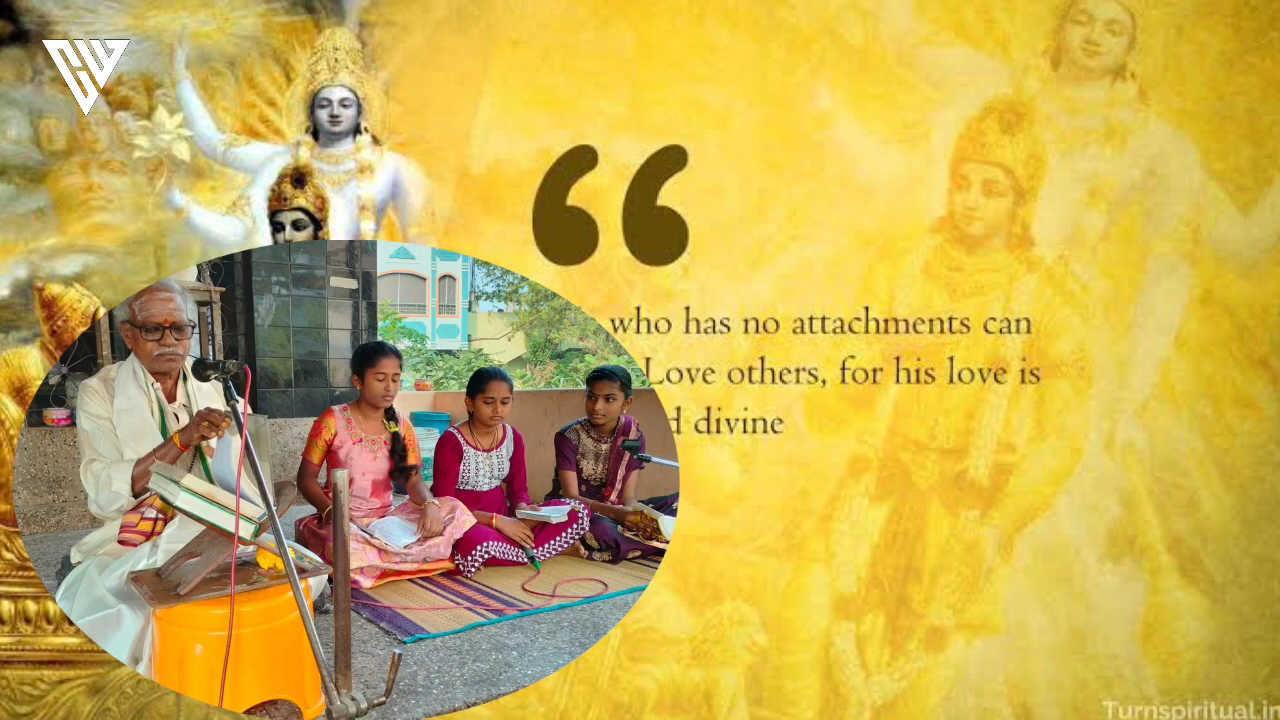 “
who has no attachments can
Love others, for his love is
d divine
Turnspiritual.in